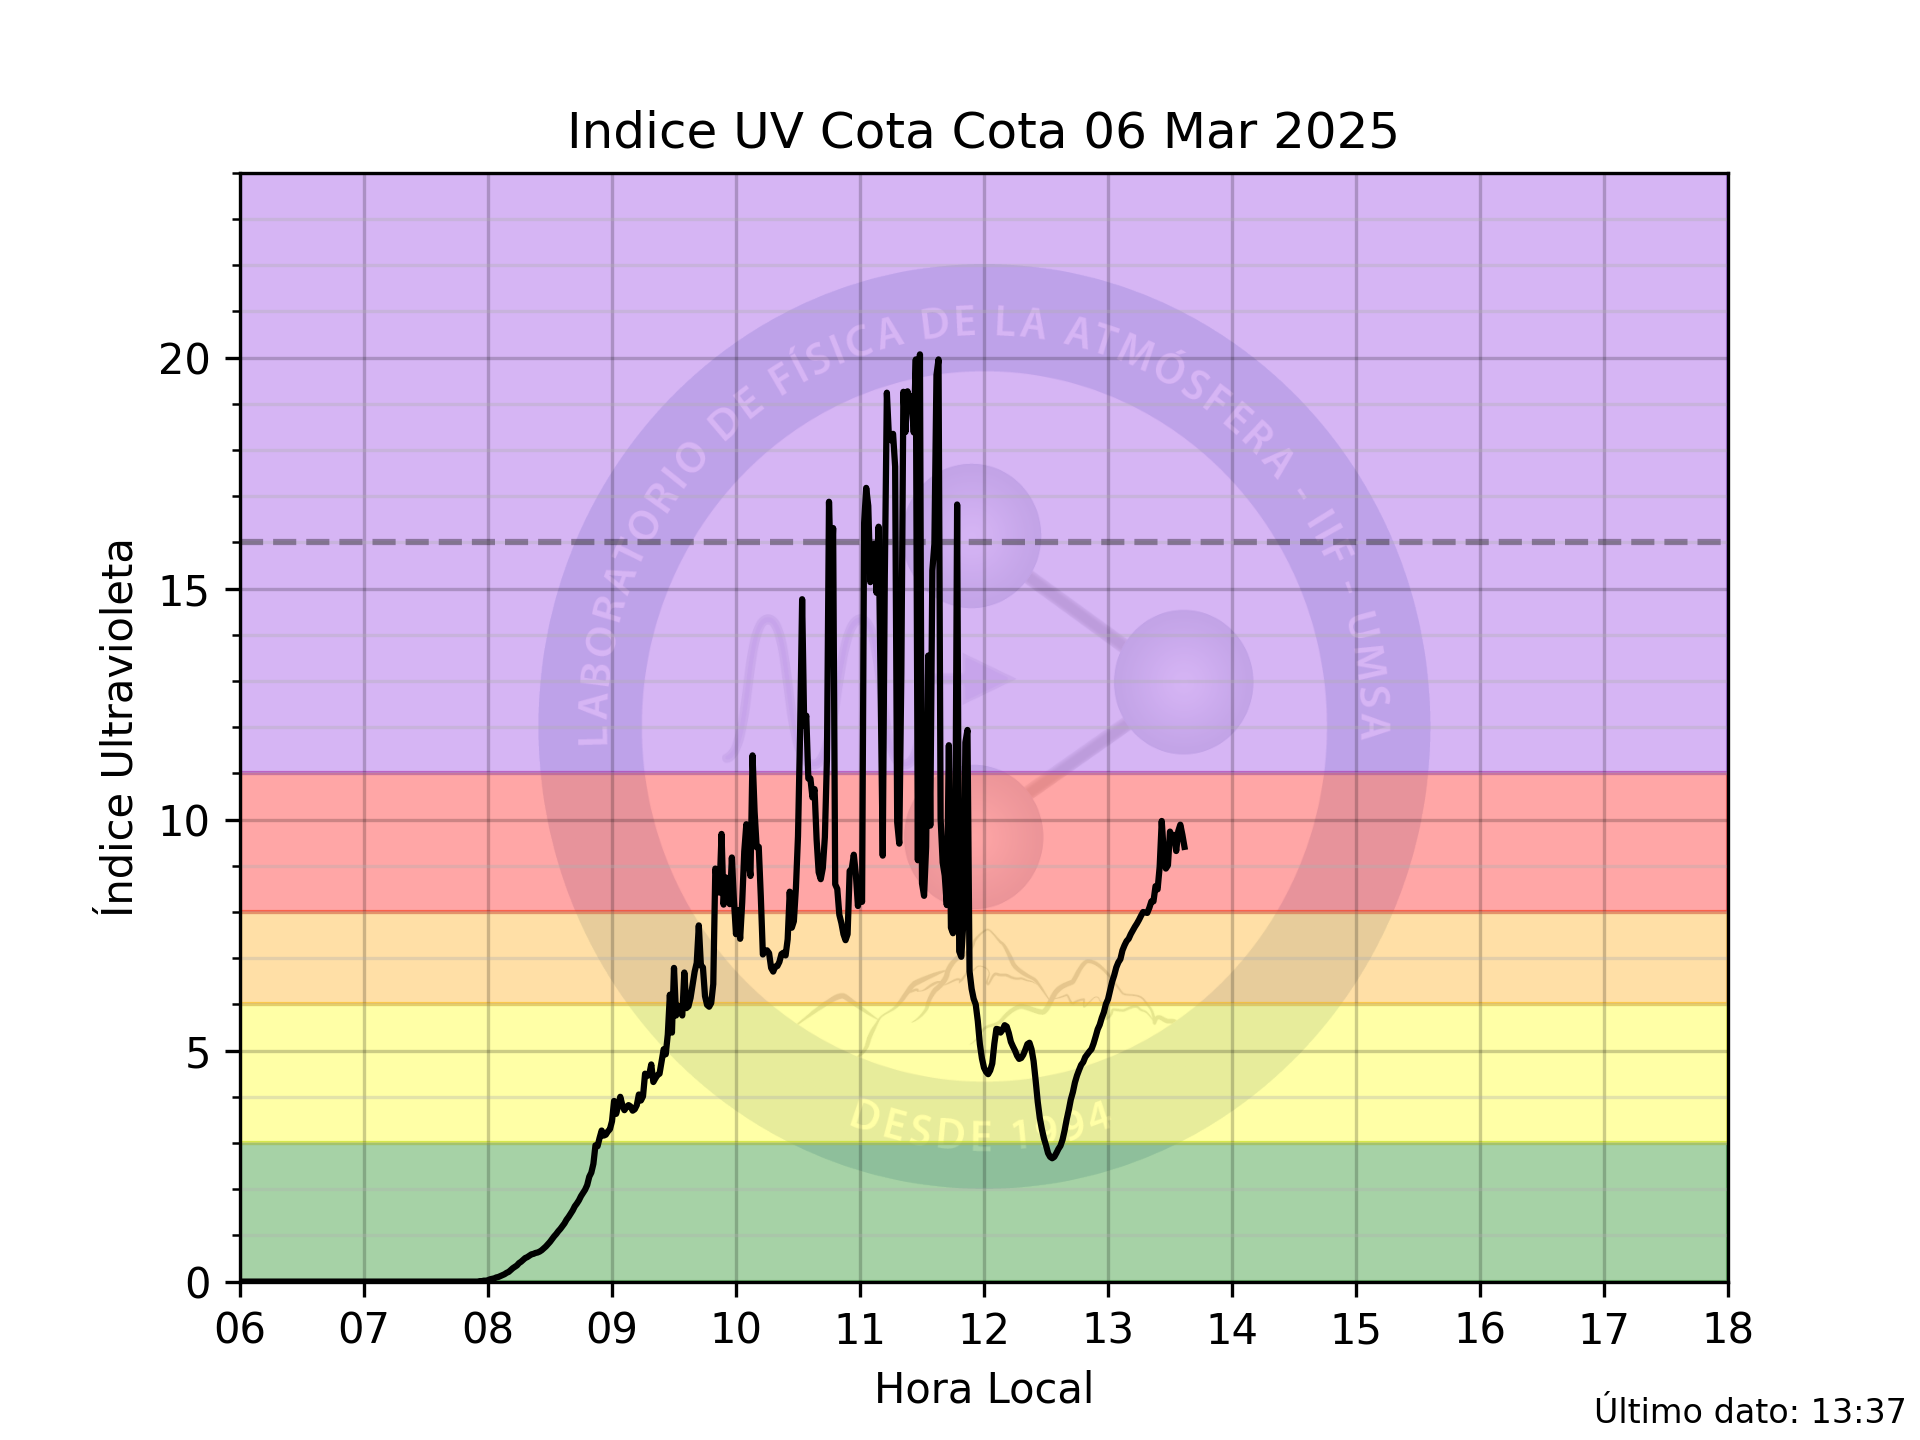 Indice UV Cota Cota 06 Mar 2025
Índice Ultravioleta
20
15
10
5
0
LABORATORIO DE FÍSICA DE LA ATMÓSFERA - IIF - UMSA
DESDE 1994
06 07 08 09 10 11 12 13 14 15 16 17 18
Hora Local
Último dato: 13:37